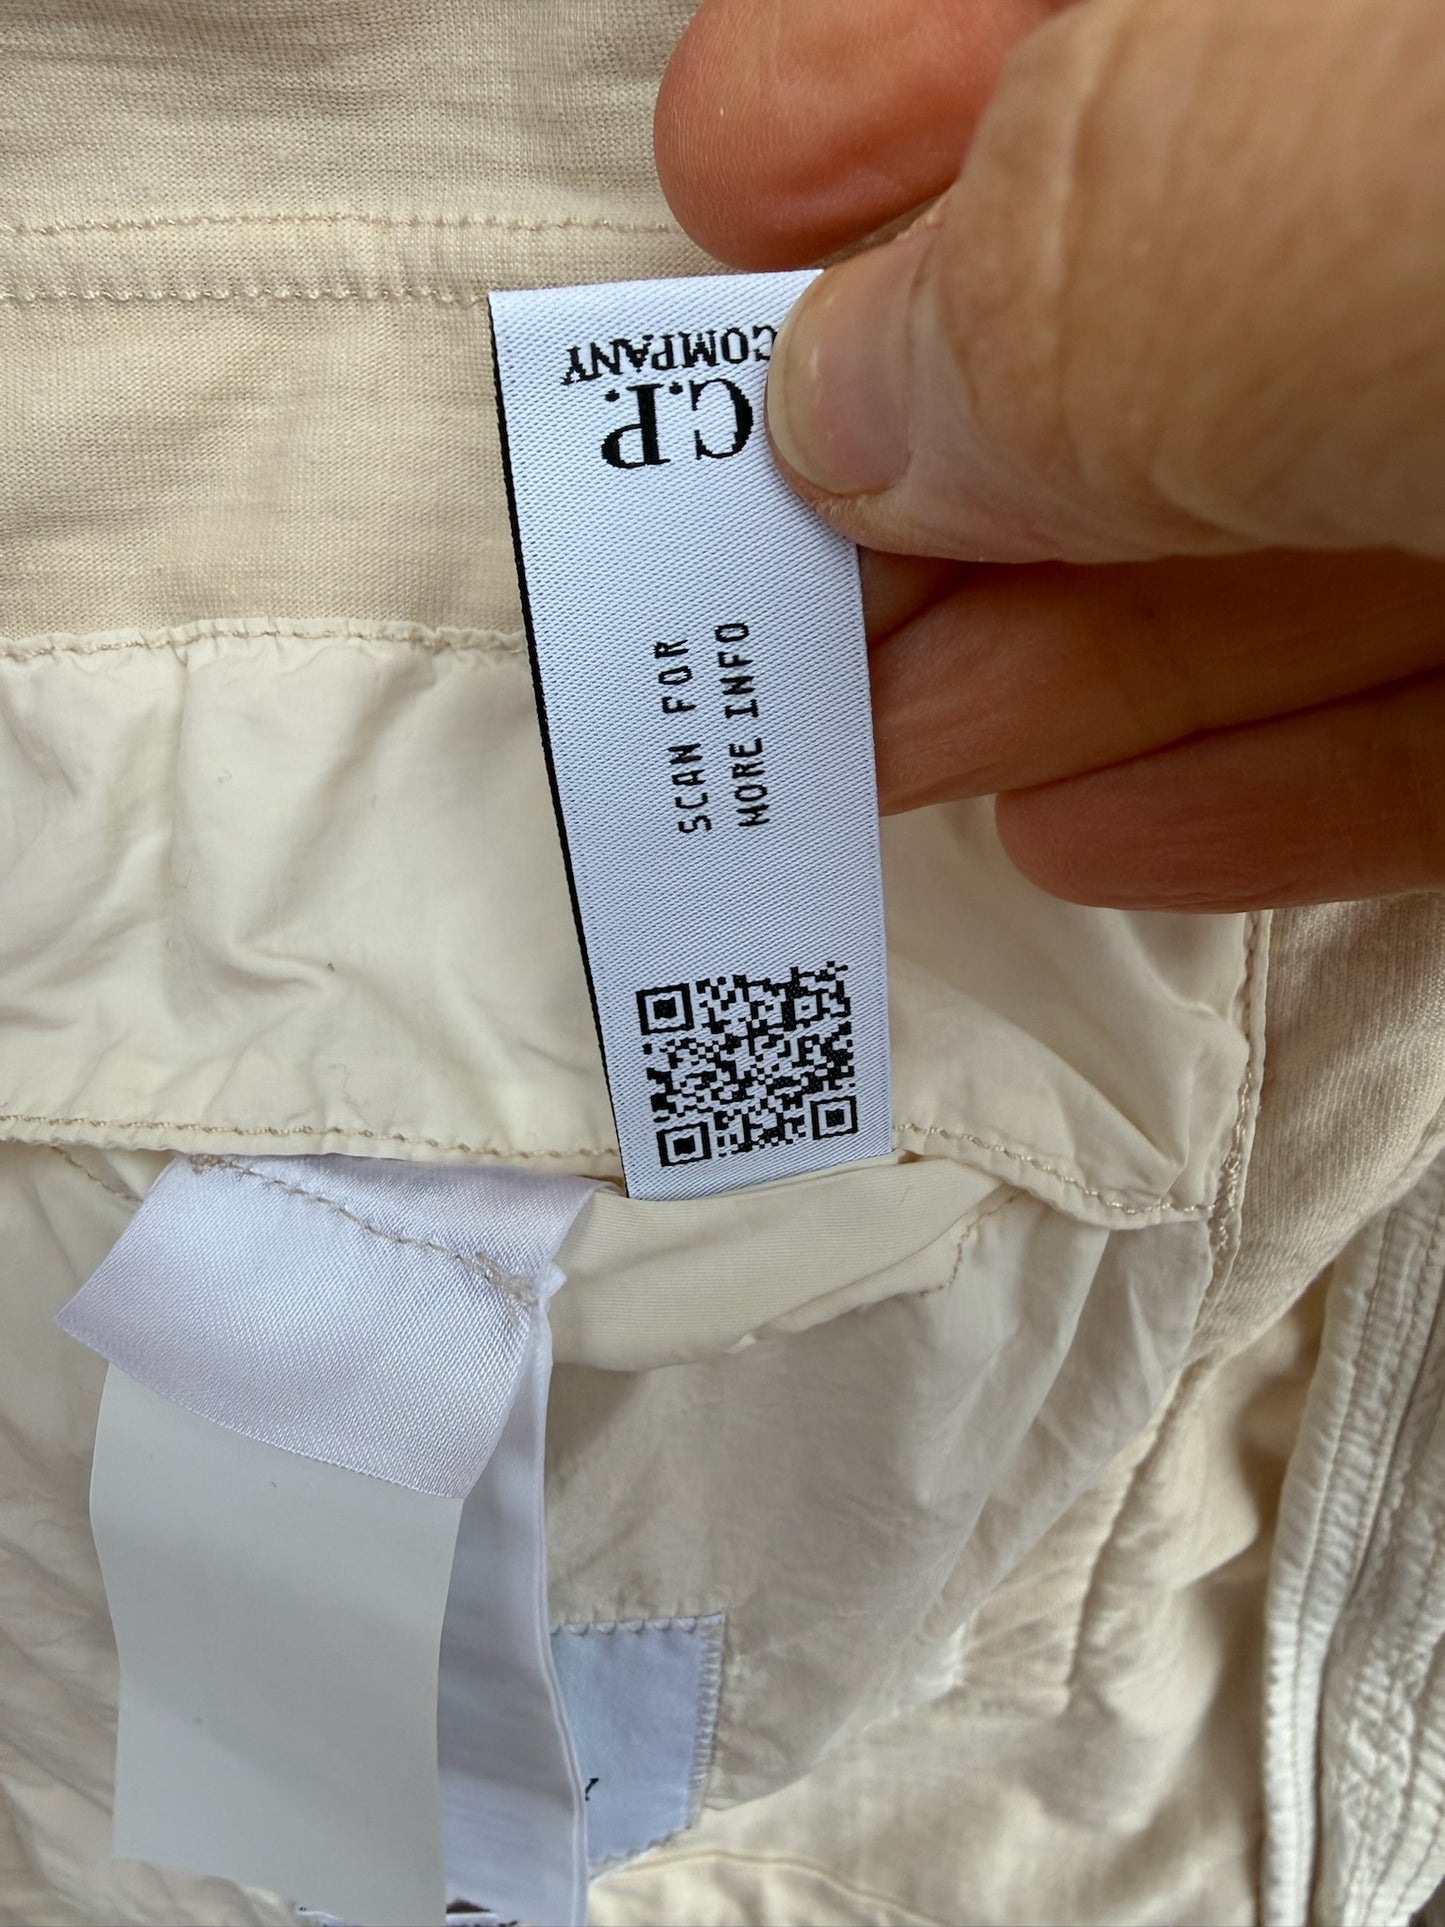 C.P.
COMPANY
SCAN FOR
MORE INFO